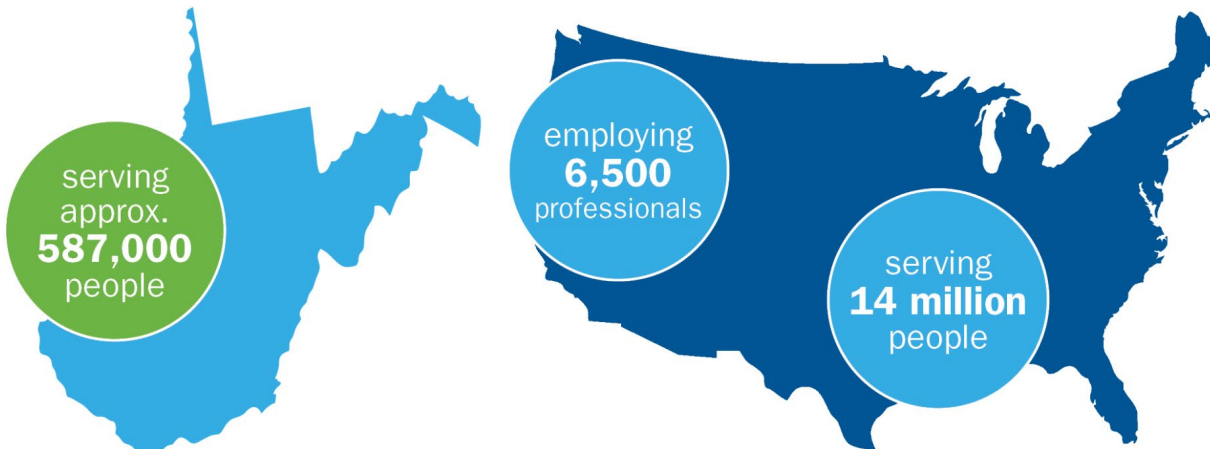 serving
approx.
587,000
people
employing
6,500
professionals
serving
14 million
people